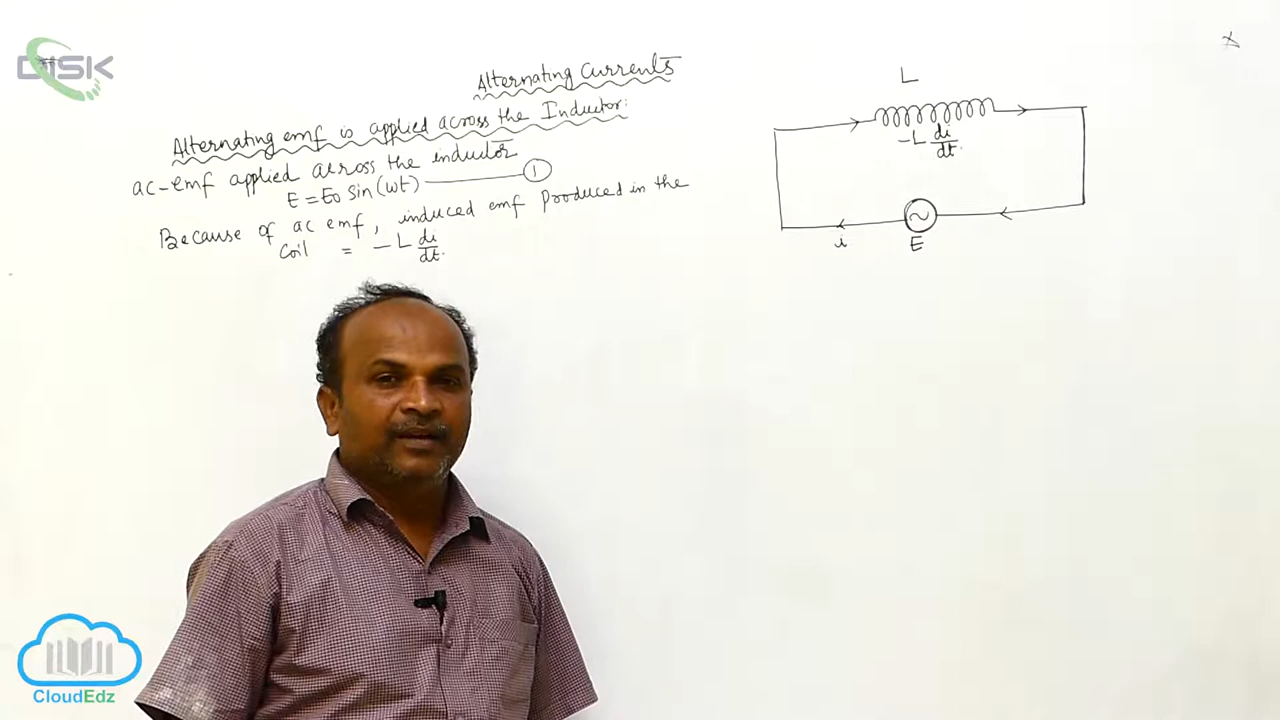 DISK
Alternating Currents
Alternating emf is applied across the Inductor:
ac-emf applied across the inductor
E = E0 sin(ωt) ——— 1
Because of ac emf, induced emf produced in the
coil = -L di/dt.
L
-L di/dt.
~
i
E
CloudEdz